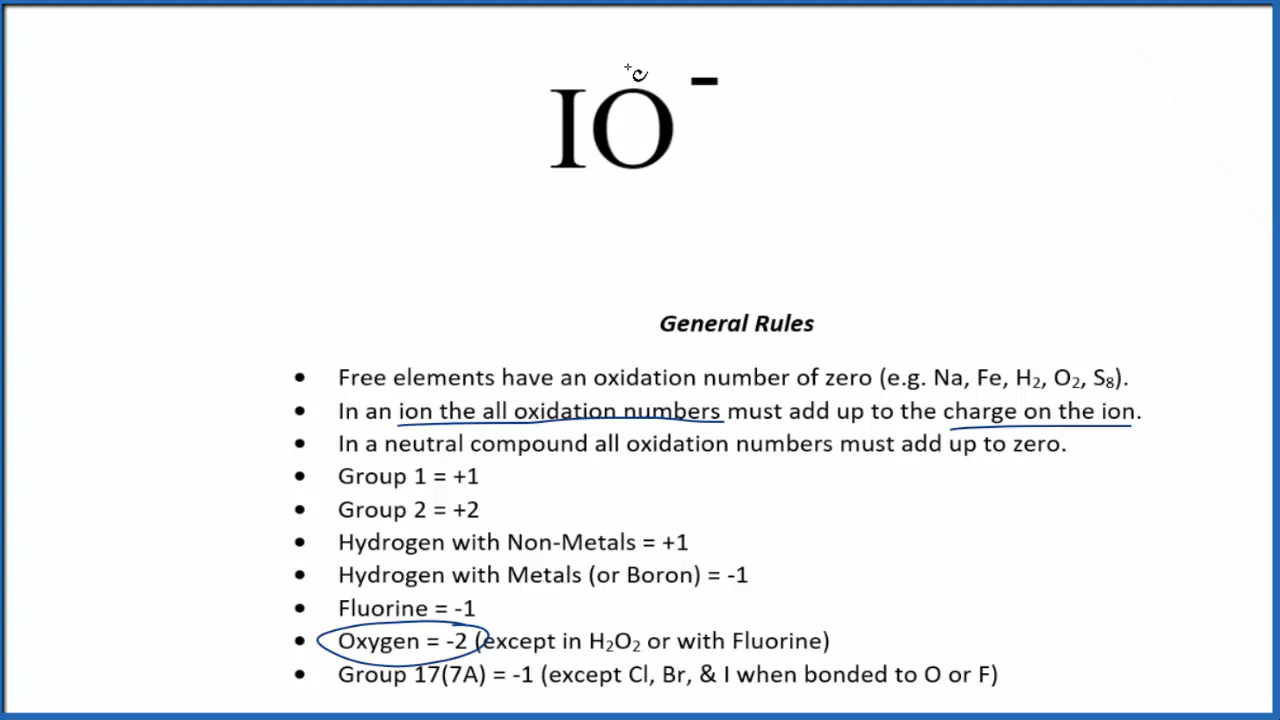 IO⁻
General Rules
• Free elements have an oxidation number of zero (e.g. Na, Fe, H₂, O₂, S₈).
• In an ion the all oxidation numbers must add up to the charge on the ion.
• In a neutral compound all oxidation numbers must add up to zero.
• Group 1 = +1
• Group 2 = +2
• Hydrogen with Non-Metals = +1
• Hydrogen with Metals (or Boron) = -1
• Fluorine = -1
• Oxygen = -2 (except in H₂O₂ or with Fluorine)
• Group 17(7A) = -1 (except Cl, Br, & I when bonded to O or F)